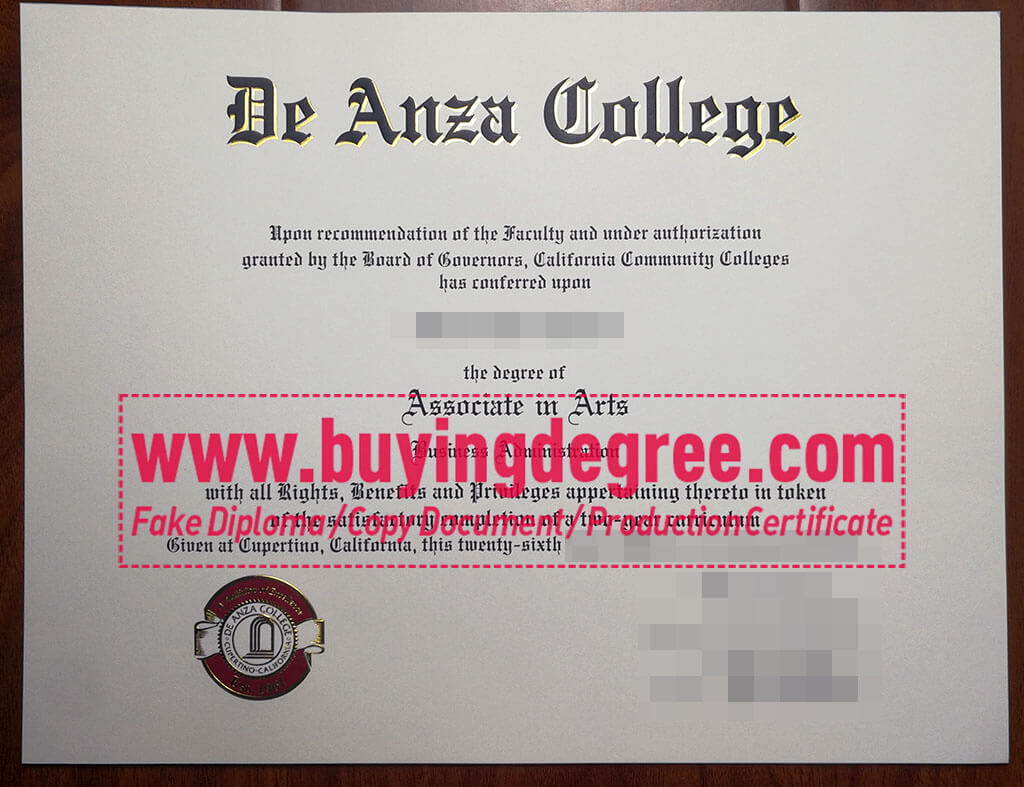 De Anza College
Upon recommendation of the Faculty and under authorization
granted by the Board of Governors, California Community Colleges
has conferred upon
the degree of
Associate in Arts
www.buyingdegree.com
Business Administration
with all Rights, Benefits and Privileges appertaining thereto in token
Fake Diploma/Copy Document/Production Certificate
of the satisfactory completion of a two-year curriculum
Given at Cupertino, California, this twenty-sixth
DE ANZA COLLEGE
CUPERTINO·CALIFORNIA